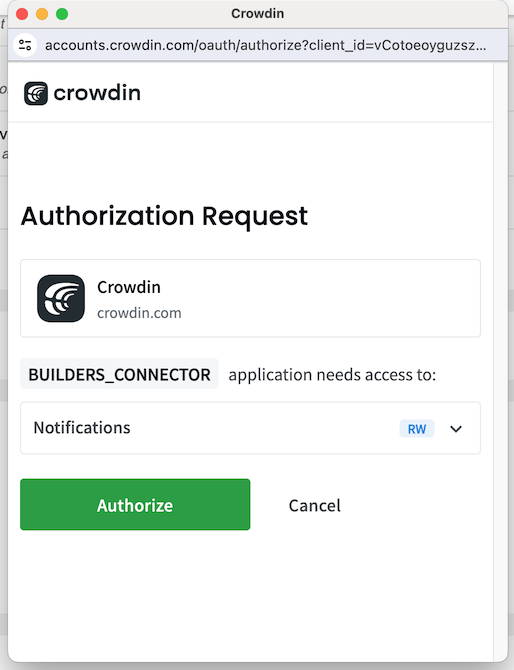 Crowdin
accounts.crowdin.com/oauth/authorize?client_id=vCotoeoyguzsz...
crowdin
Authorization Request
Crowdin
crowdin.com
BUILDERS_CONNECTOR application needs access to:
Notifications RW
Authorize Cancel